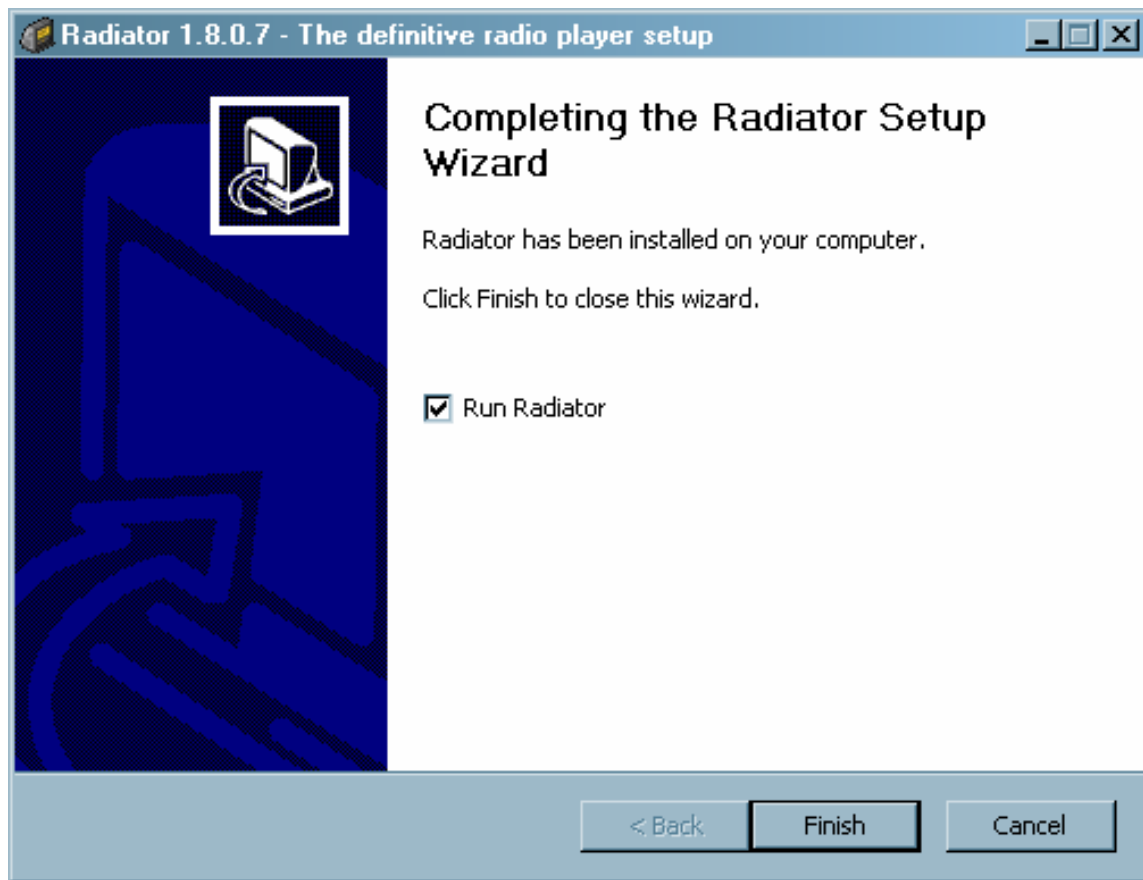 Radiator 1.8.0.7 - The definitive radio player setup
Completing the Radiator Setup
Wizard
Radiator has been installed on your computer.
Click Finish to close this wizard.
Run Radiator
< Back
Finish
Cancel